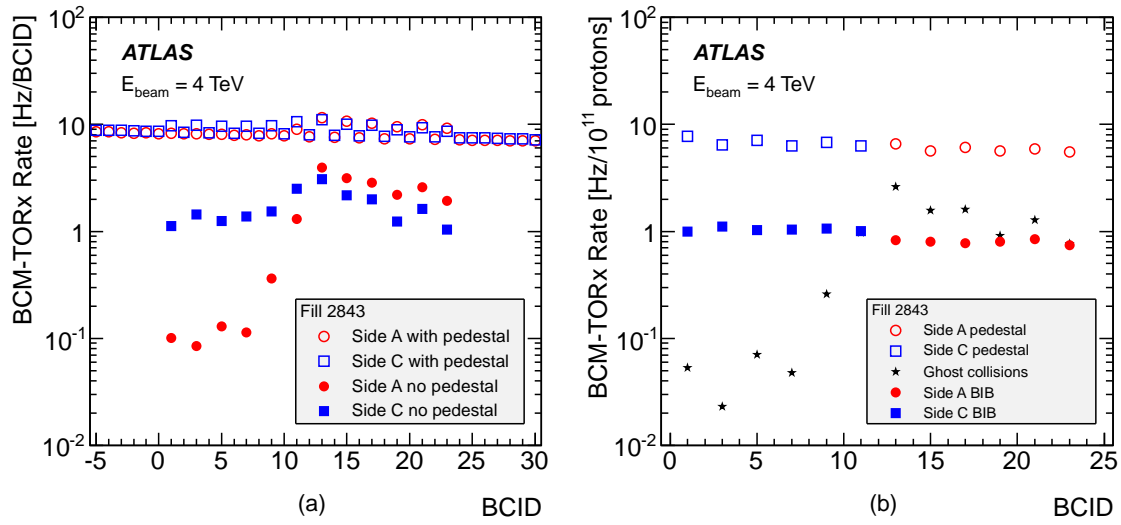 ATLAS
E_beam = 4 TeV
BCM-TORx Rate [Hz/BCID]
10²
10
1
10⁻¹
10⁻²
Fill 2843
Side A with pedestal
Side C with pedestal
Side A no pedestal
Side C no pedestal
-5 0 5 10 15 20 25 30
(a) BCID
ATLAS
E_beam = 4 TeV
BCM-TORx Rate [Hz/10¹¹ protons]
10²
10
1
10⁻¹
10⁻²
Fill 2843
Side A pedestal
Side C pedestal
Ghost collisions
Side A BIB
Side C BIB
0 5 10 15 20 25
(b) BCID